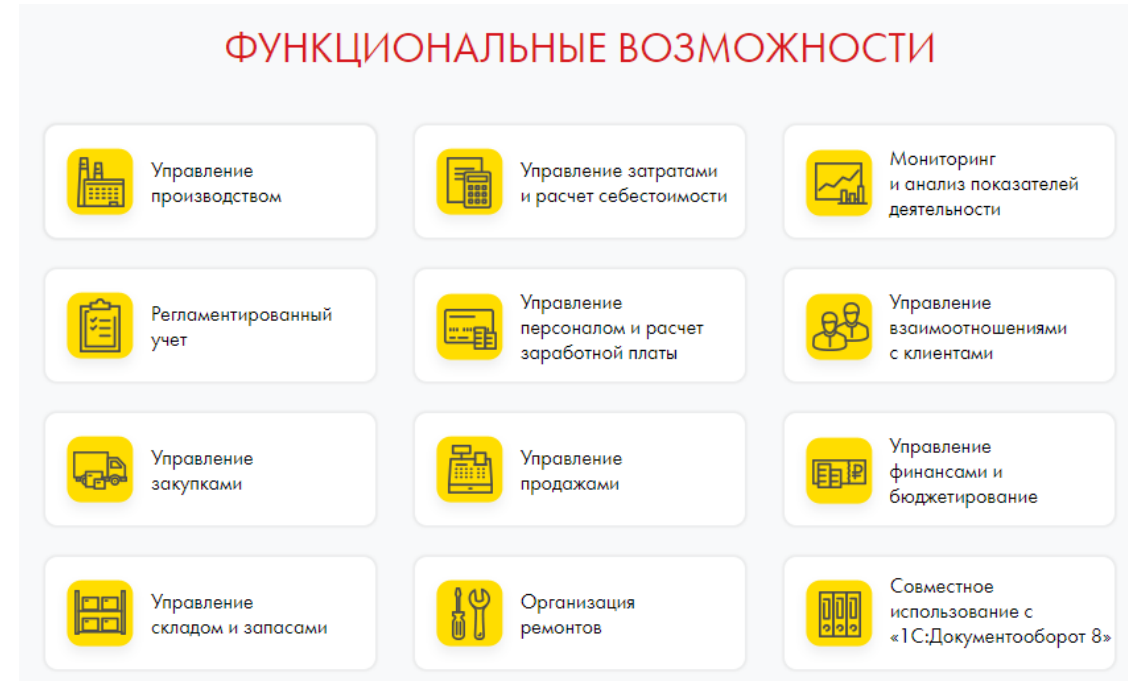 ФУНКЦИОНАЛЬНЫЕ ВОЗМОЖНОСТИ
Управление
производством
Управление затратами
и расчет себестоимости
Мониторинг
и анализ показателей
деятельности
Регламентированный
учет
Управление
персоналом и расчет
заработной платы
Управление
взаимоотношениями
с клиентами
Управление
закупками
Управление
продажами
Управление
финансами и
бюджетирование
Управление
складом и запасами
Организация
ремонтов
Совместное
использование с
«1С:Документооборот 8»